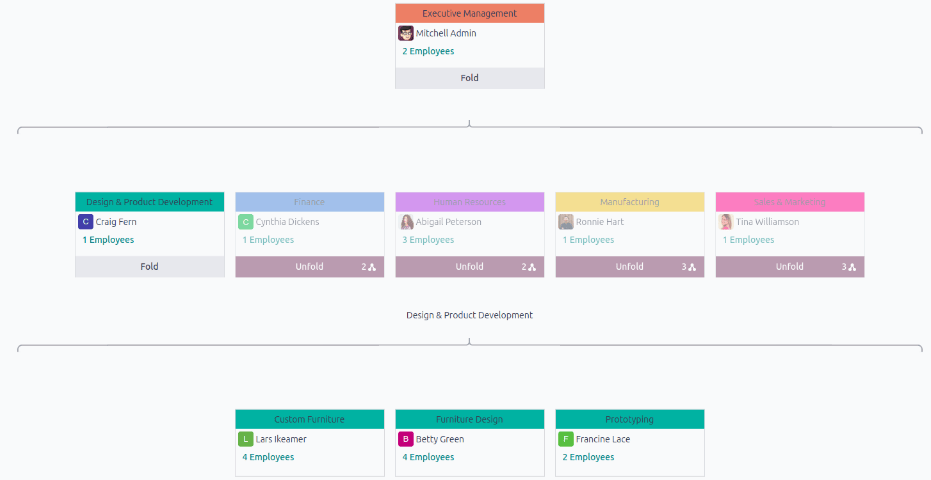 Executive Management
Mitchell Admin
2 Employees
Fold
Design & Product Development
C Craig Fern
1 Employees
Fold
Finance
C Cynthia Dickens
1 Employees
Unfold 2
Human Resources
Abigail Peterson
3 Employees
Unfold 2
Manufacturing
Ronnie Hart
1 Employees
Unfold 3
Sales & Marketing
Tina Williamson
1 Employees
Unfold 3
Design & Product Development
Custom Furniture
L Lars Ikeamer
4 Employees
Furniture Design
B Betty Green
4 Employees
Prototyping
F Francine Lace
2 Employees